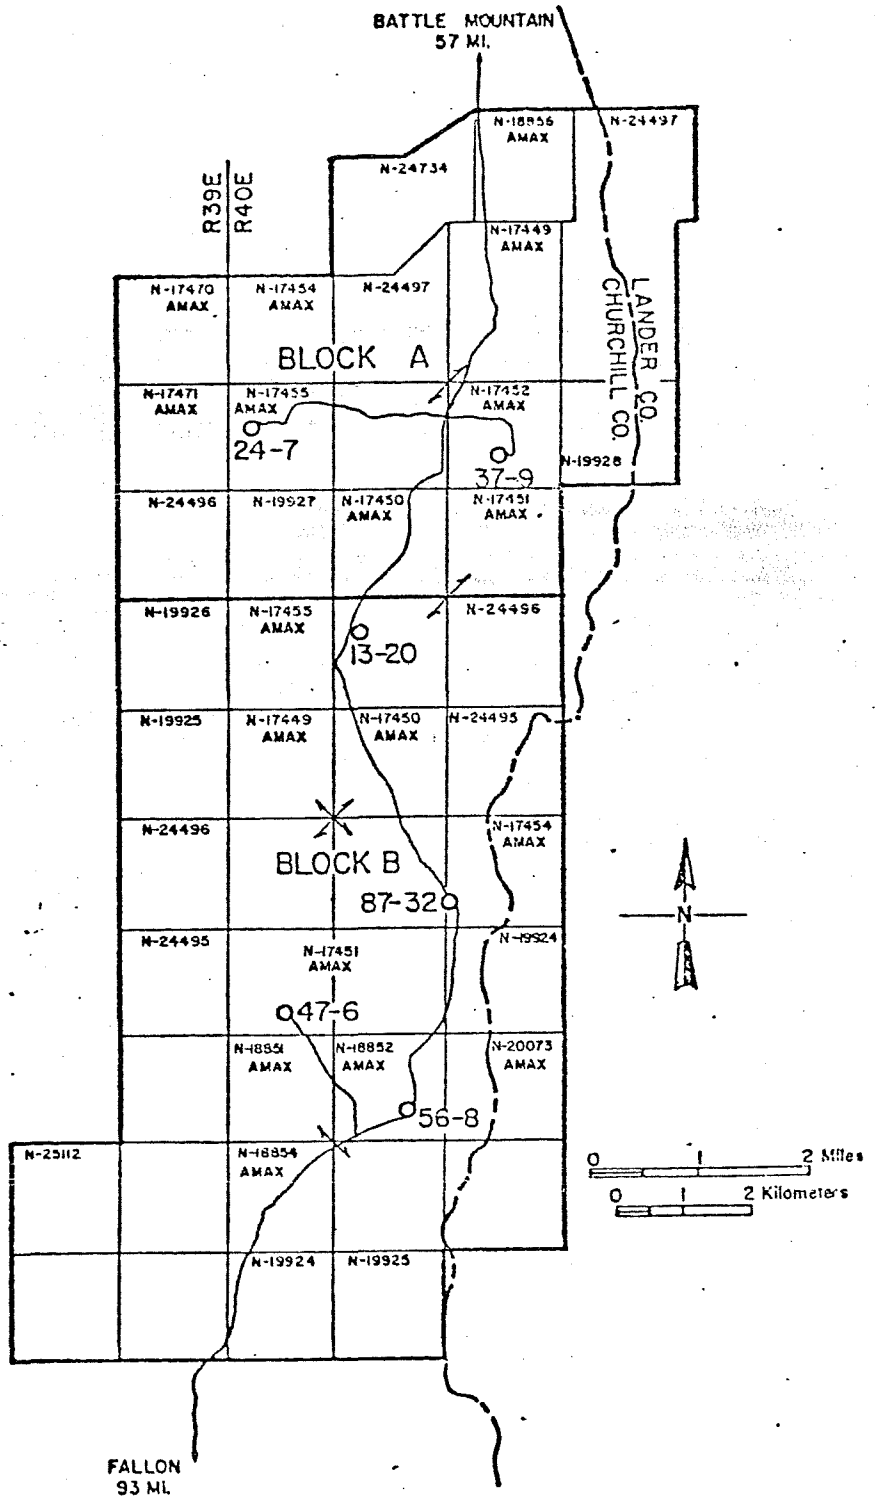 BATTLE MOUNTAIN
57 MI.
N-18856
AMAX
N-24497
N-24734
R39E
R40E
N-17449
AMAX
N-17470
AMAX
N-17454
AMAX
N-24497
LANDER CO.
CHURCHILL CO.
BLOCK A
N-17471
AMAX
N-17455
AMAX
N-17452
AMAX
24-7
37-9
N-19928
N-24496
N-19927
N-17450
AMAX
N-17451
AMAX
N-19926
N-17455
AMAX
N-24496
13-20
N-19925
N-17449
AMAX
N-17450
AMAX
N-24495
N-24496
N-17454
AMAX
BLOCK B
87-32
N
N-24495
N-17451
AMAX
N-19924
47-6
N-18851
AMAX
N-18852
AMAX
N-20073
AMAX
56-8
N-25112
N-18854
AMAX
0 1 2 Miles
0 1 2 Kilometers
N-19924
N-19925
FALLON
93 MI.